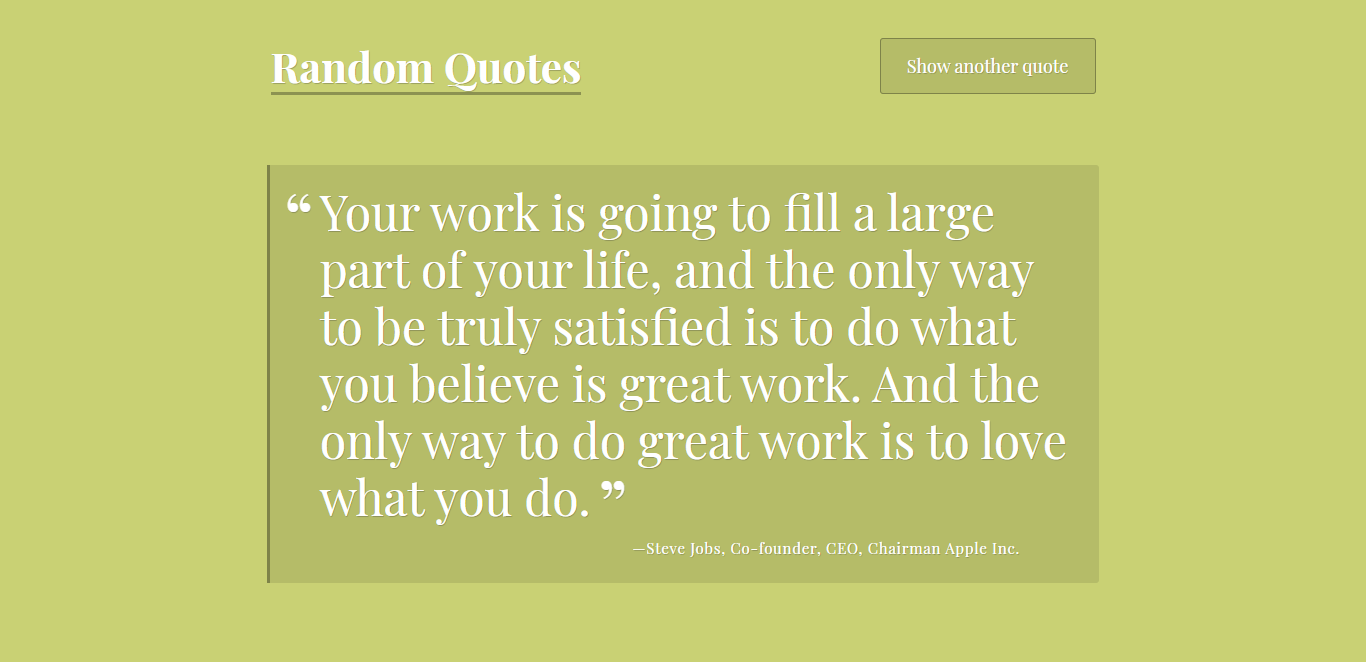 Random Quotes
Show another quote
“ Your work is going to fill a large
part of your life, and the only way
to be truly satisfied is to do what
you believe is great work. And the
only way to do great work is to love
what you do. ”
—Steve Jobs, Co-founder, CEO, Chairman Apple Inc.